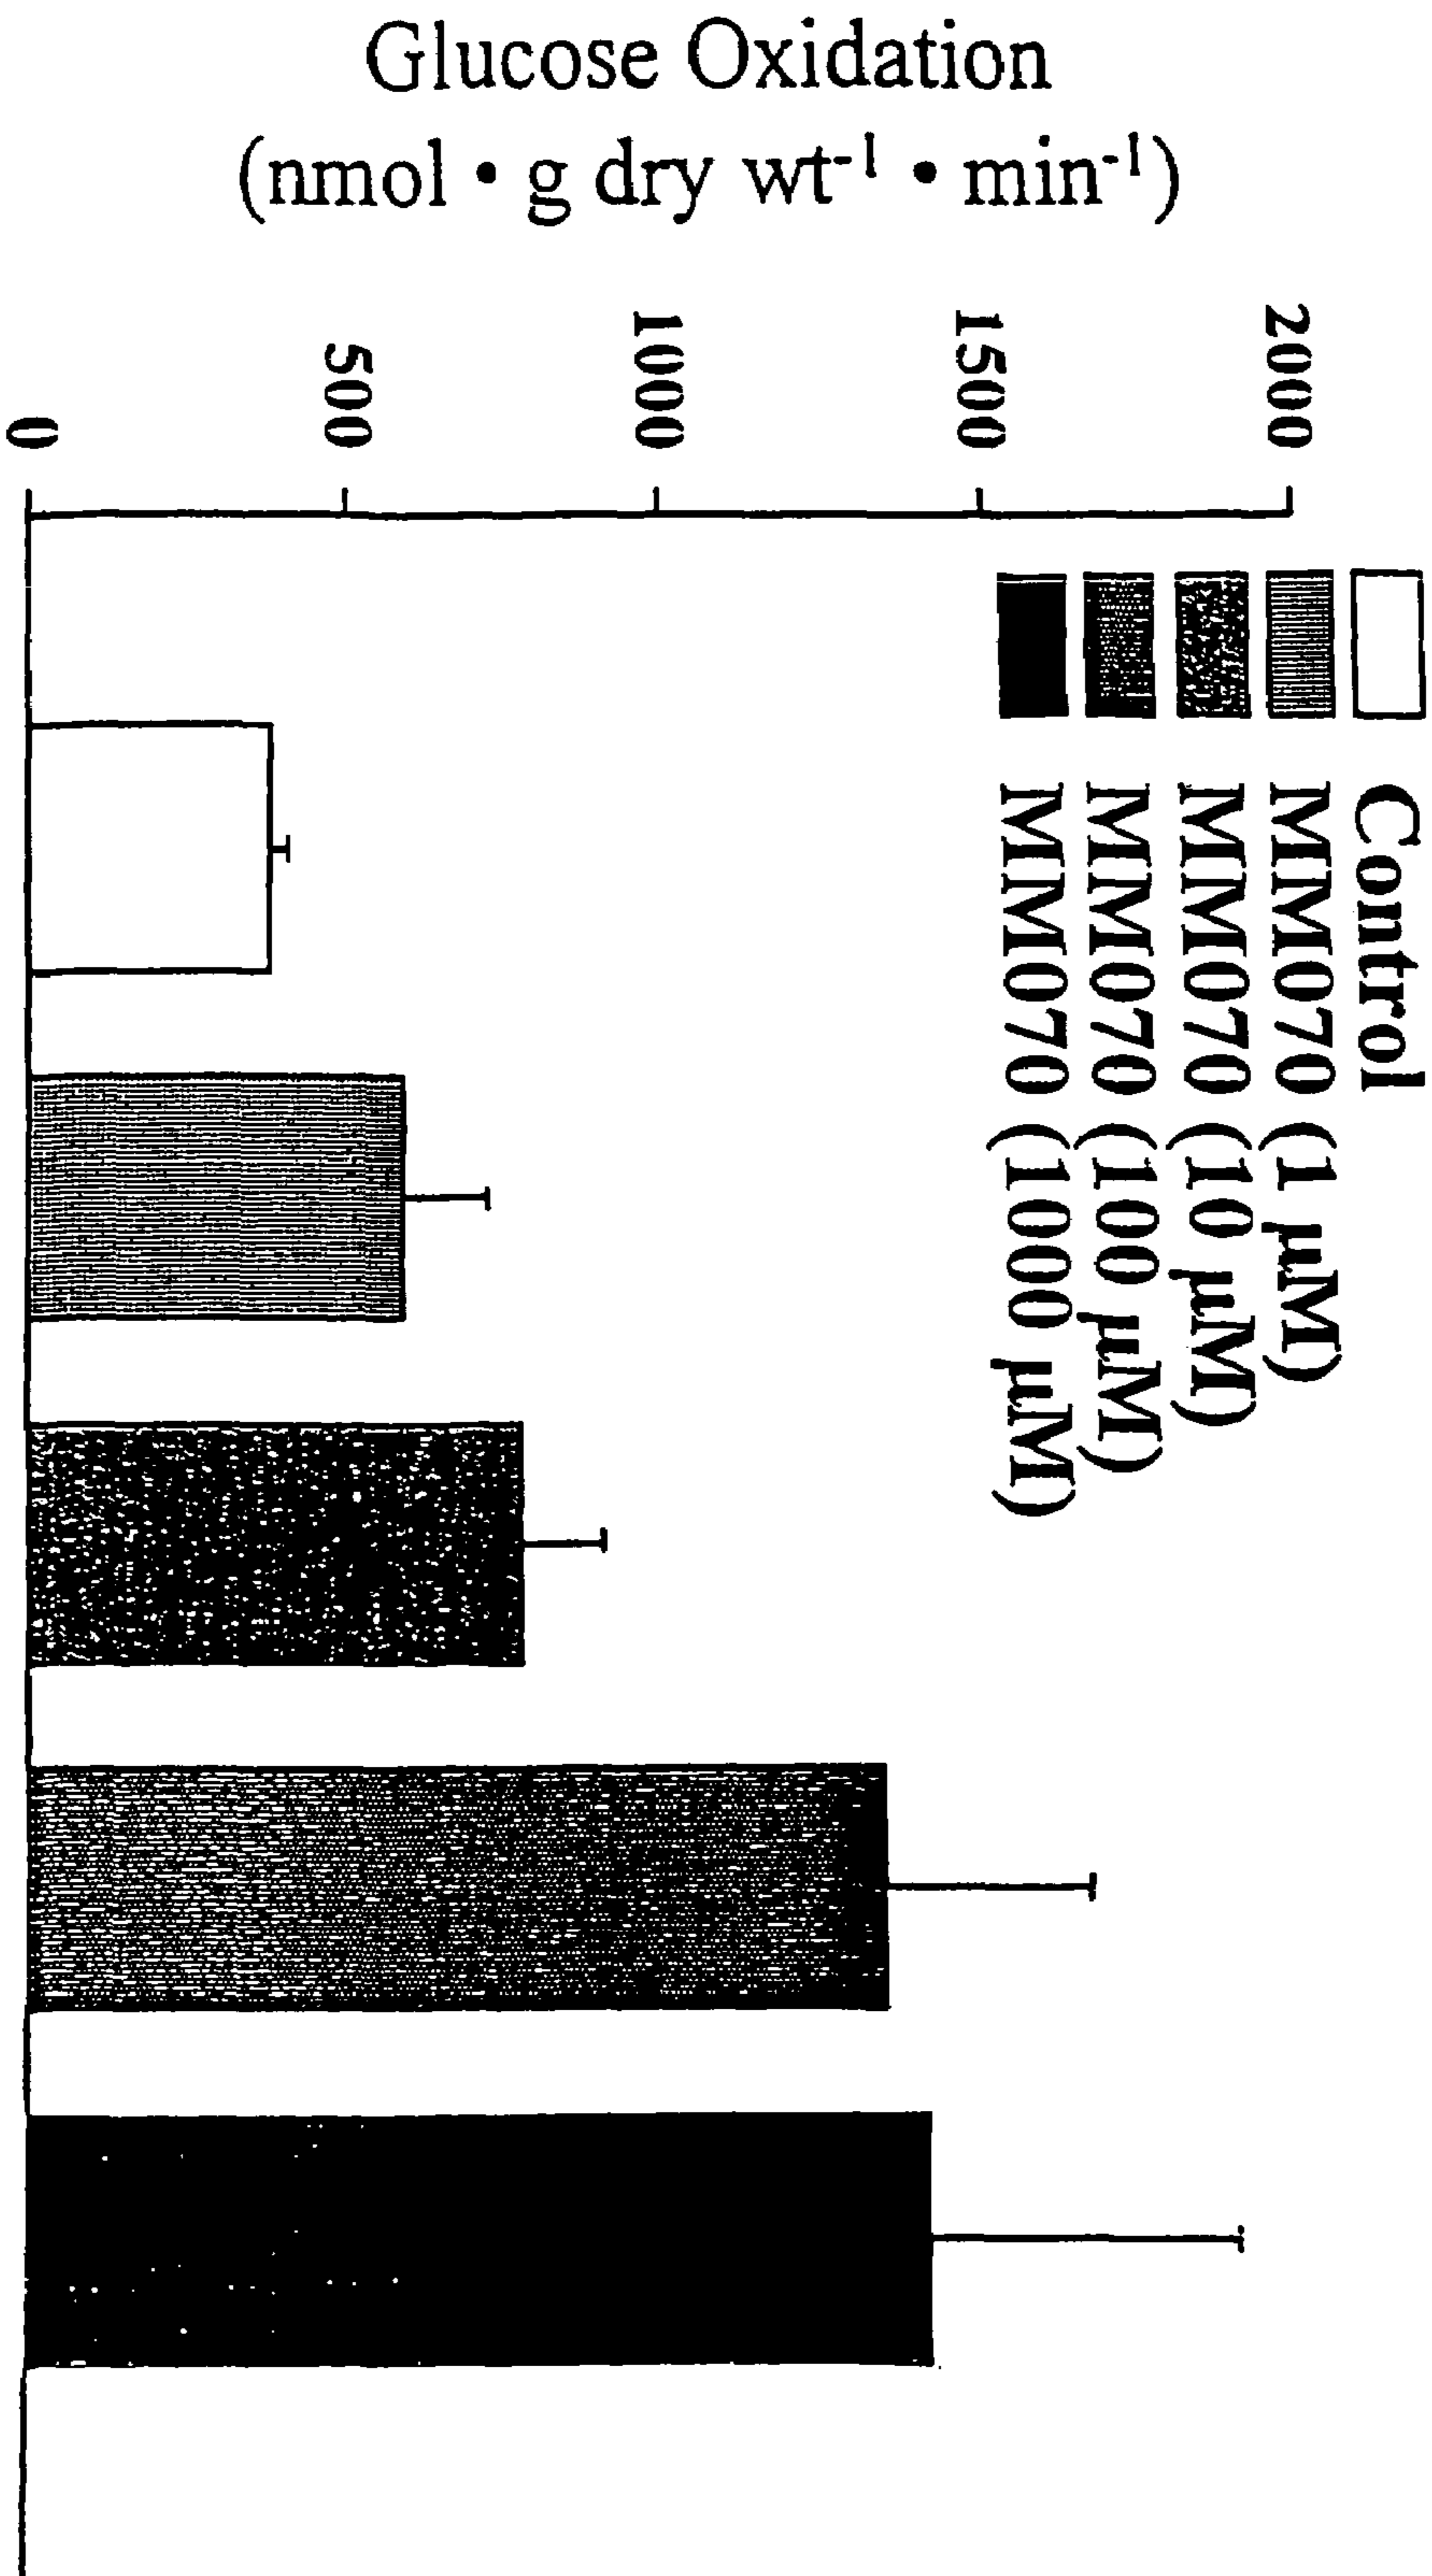 Glucose Oxidation
(nmol • g dry wt⁻¹ • min⁻¹)
2000
1500
1000
500
0
Control
MM070 (1 µM)
MM070 (10 µM)
MM070 (100 µM)
MM070 (1000 µM)